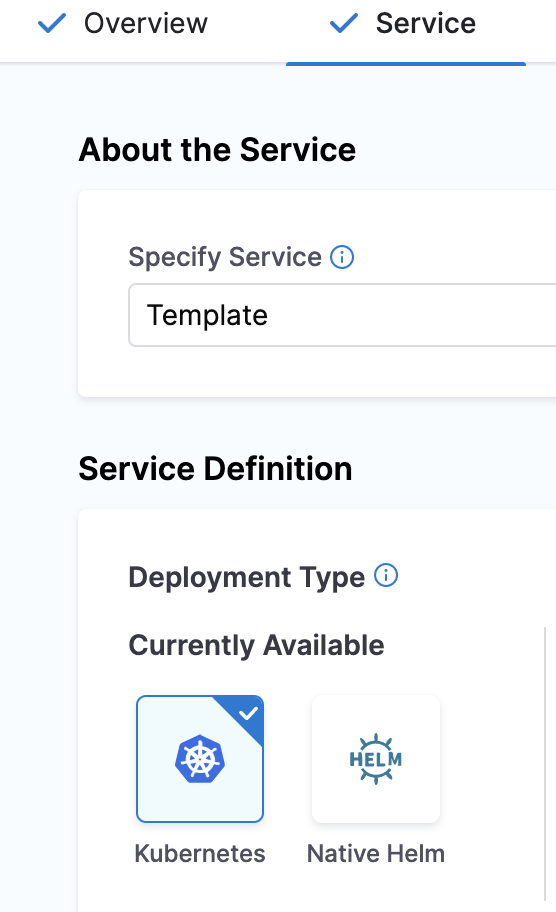 Overview
Service
About the Service
Specify Service
Template
Service Definition
Deployment Type
Currently Available
HELM
Kubernetes
Native Helm